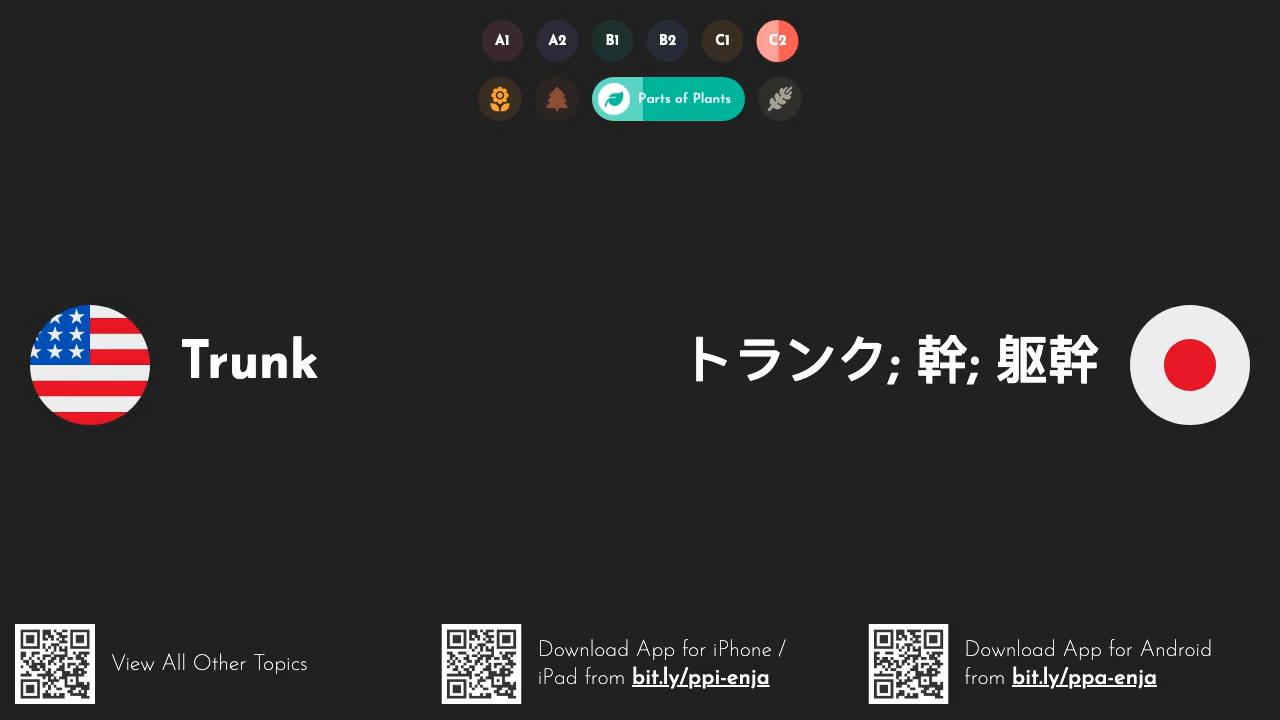 A1 A2 B1 B2 C1 C2
Parts of Plants
Trunk
トランク; 幹; 躯幹
View All Other Topics
Download App for iPhone /
iPad from bit.ly/ppi-enja
Download App for Android
from bit.ly/ppa-enja